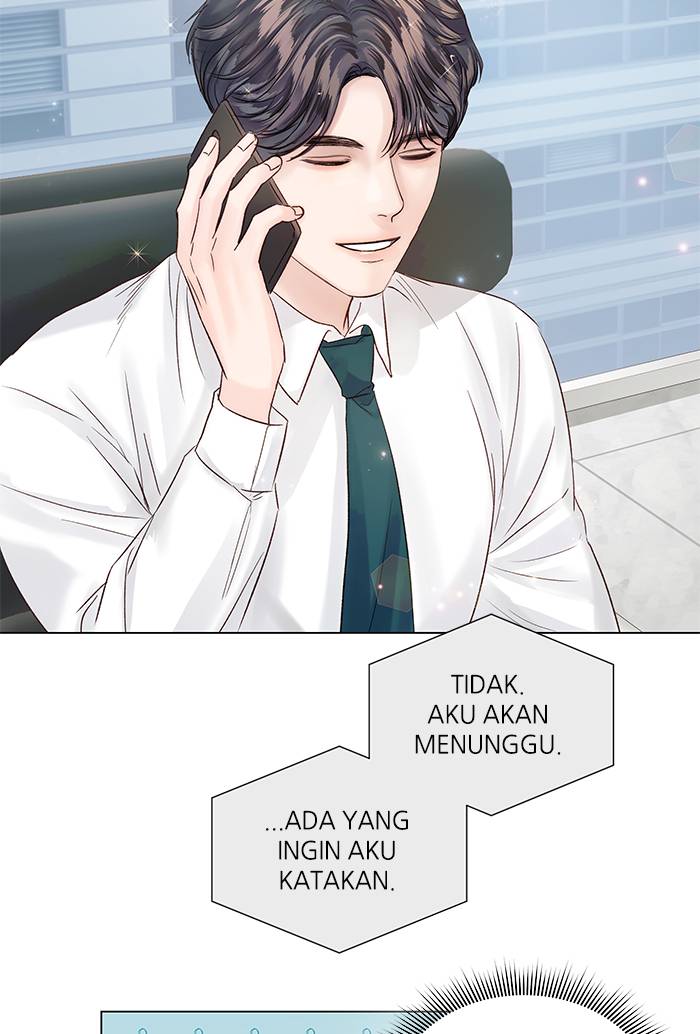 TIDAK.
AKU AKAN
MENUNGGU.
...ADA YANG
INGIN AKU
KATAKAN.